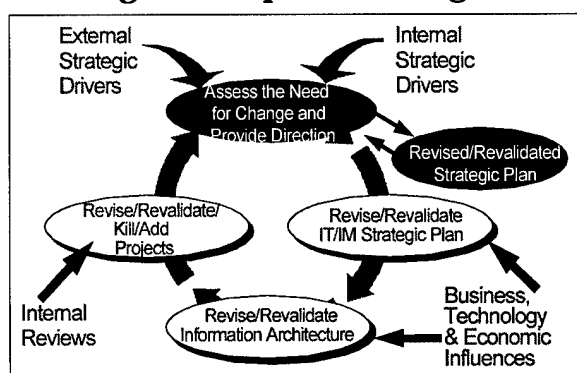 External
Strategic
Drivers
Internal
Strategic
Drivers
Assess the Need
for Change and
Provide Direction
Revised/Revalidated
Strategic Plan
Revise/Revalidate/
Kill/Add
Projects
Revise/Revalidate
IT/IM Strategic Plan
Internal
Reviews
Revise/Revalidate
Information Architecture
Business,
Technology
& Economic
Influences